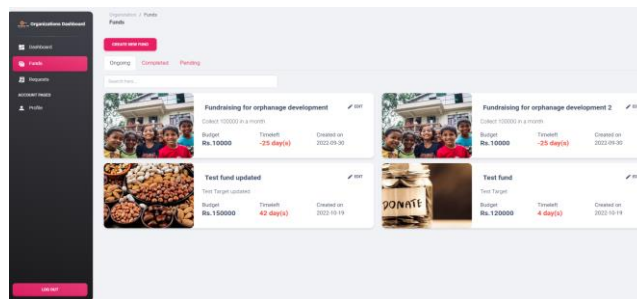 Organizations Dashboard
Organization / Funds
Funds
Dashboard
Funds
Requests
ACCOUNT PAGES
Profile
LOG OUT
CREATE NEW FUND
Ongoing Completed Pending
Search here...
Fundraising for orphanage development EDIT
Collect 100000 in a month
Budget Timeleft Created on
Rs.10000 -25 day(s) 2022-09-30
Fundraising for orphanage development 2
Collect 100000 in a month
Budget Timeleft Created on
Rs.10000 -25 day(s) 2022-09-30
Test fund updated EDIT
Test Target updated
Budget Timeleft Created on
Rs.150000 42 day(s) 2022-10-19
DONATE
Test fund
Test Target
Budget Timeleft Created on
Rs.120000 4 day(s) 2022-10-19